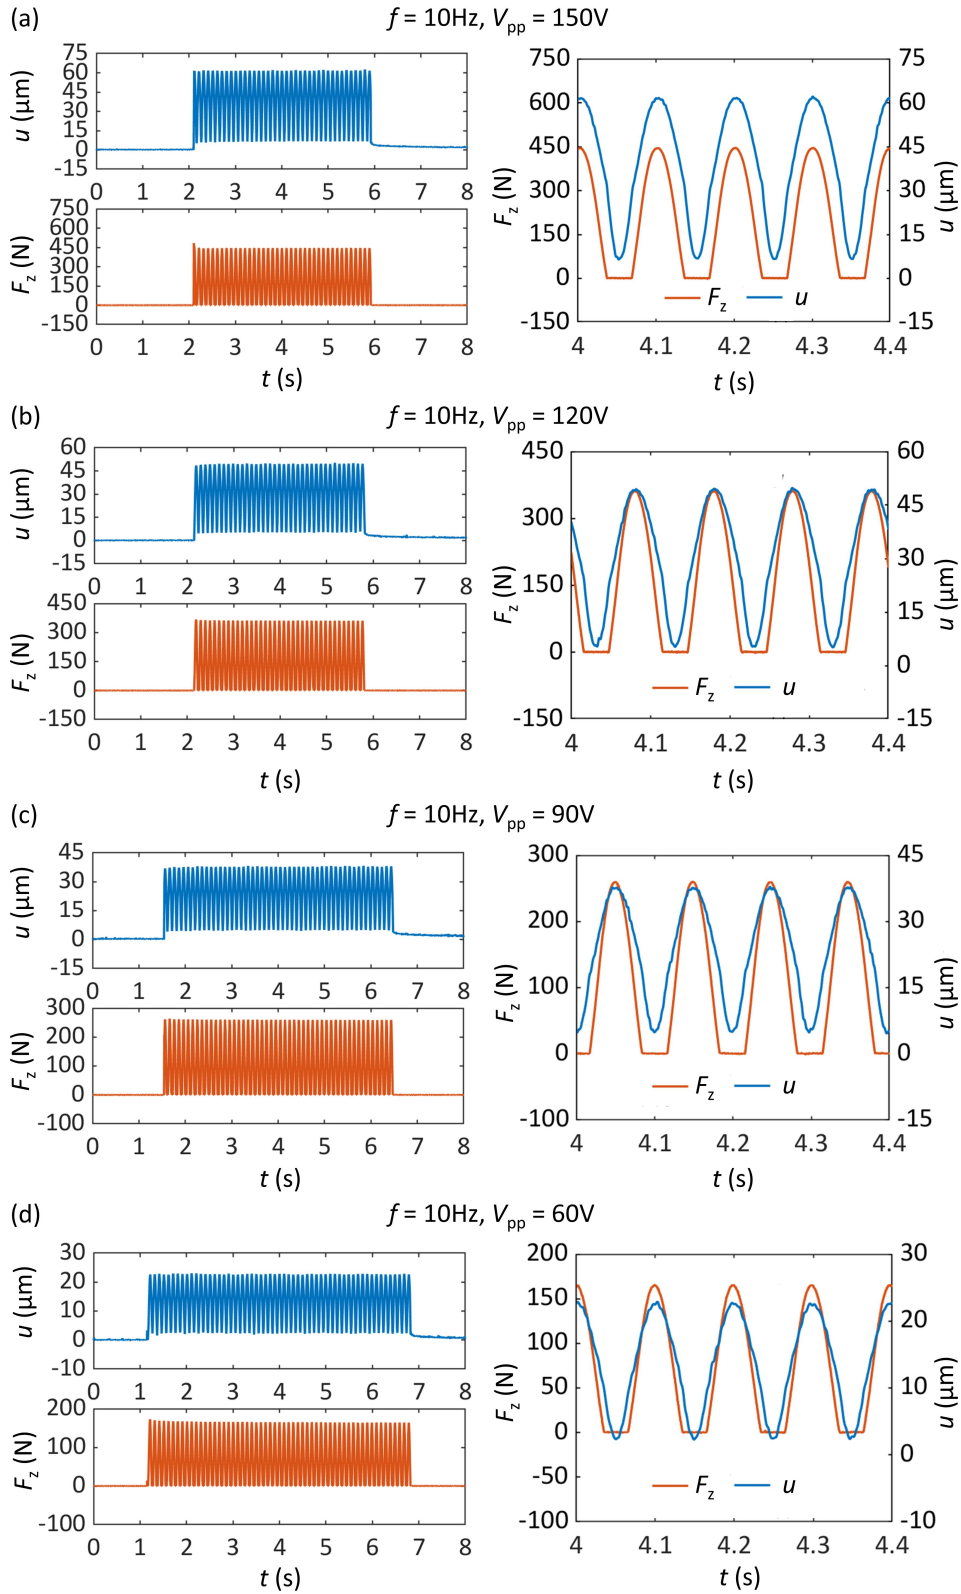 (a) f = 10Hz, Vpp = 150V
75
60
45
30
15
0
-15
u (µm)
0 1 2 3 4 5 6 7 8
750
600
450
300
150
0
-150
Fz (N)
0 1 2 3 4 5 6 7 8
t (s)
750
600
450
300
150
0
-150
Fz (N)
75
60
45
30
15
0
-15
u (µm)
Fz u
4 4.1 4.2 4.3 4.4
t (s)
(b) f = 10Hz, Vpp = 120V
60
45
30
15
0
-15
u (µm)
0 1 2 3 4 5 6 7 8
450
300
150
0
-150
Fz (N)
0 1 2 3 4 5 6 7 8
t (s)
450
300
150
0
-150
Fz (N)
60
45
30
15
0
-15
u (µm)
Fz u
4 4.1 4.2 4.3 4.4
t (s)
(c) f = 10Hz, Vpp = 90V
45
30
15
0
-15
u (µm)
0 1 2 3 4 5 6 7 8
300
200
100
0
-100
Fz (N)
0 1 2 3 4 5 6 7 8
t (s)
300
200
100
0
-100
Fz (N)
45
30
15
0
-15
u (µm)
Fz u
4 4.1 4.2 4.3 4.4
t (s)
(d) f = 10Hz, Vpp = 60V
30
20
10
0
-10
u (µm)
0 1 2 3 4 5 6 7 8
200
100
0
-100
Fz (N)
0 1 2 3 4 5 6 7 8
t (s)
200
150
100
50
0
-50
-100
Fz (N)
30
20
10
0
-10
u (µm)
Fz u
4 4.1 4.2 4.3 4.4
t (s)